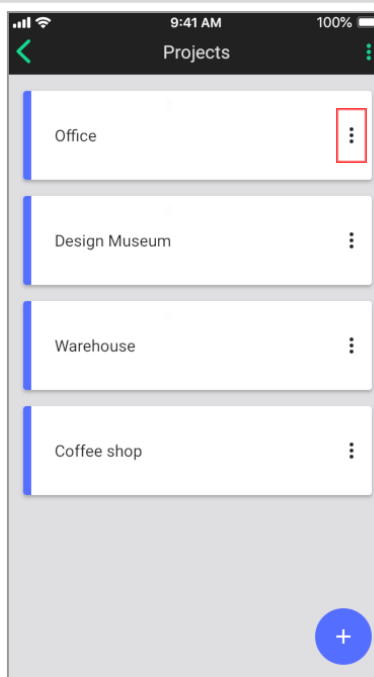 9:41 AM
100%
Projects
Office
Design Museum
Warehouse
Coffee shop
+